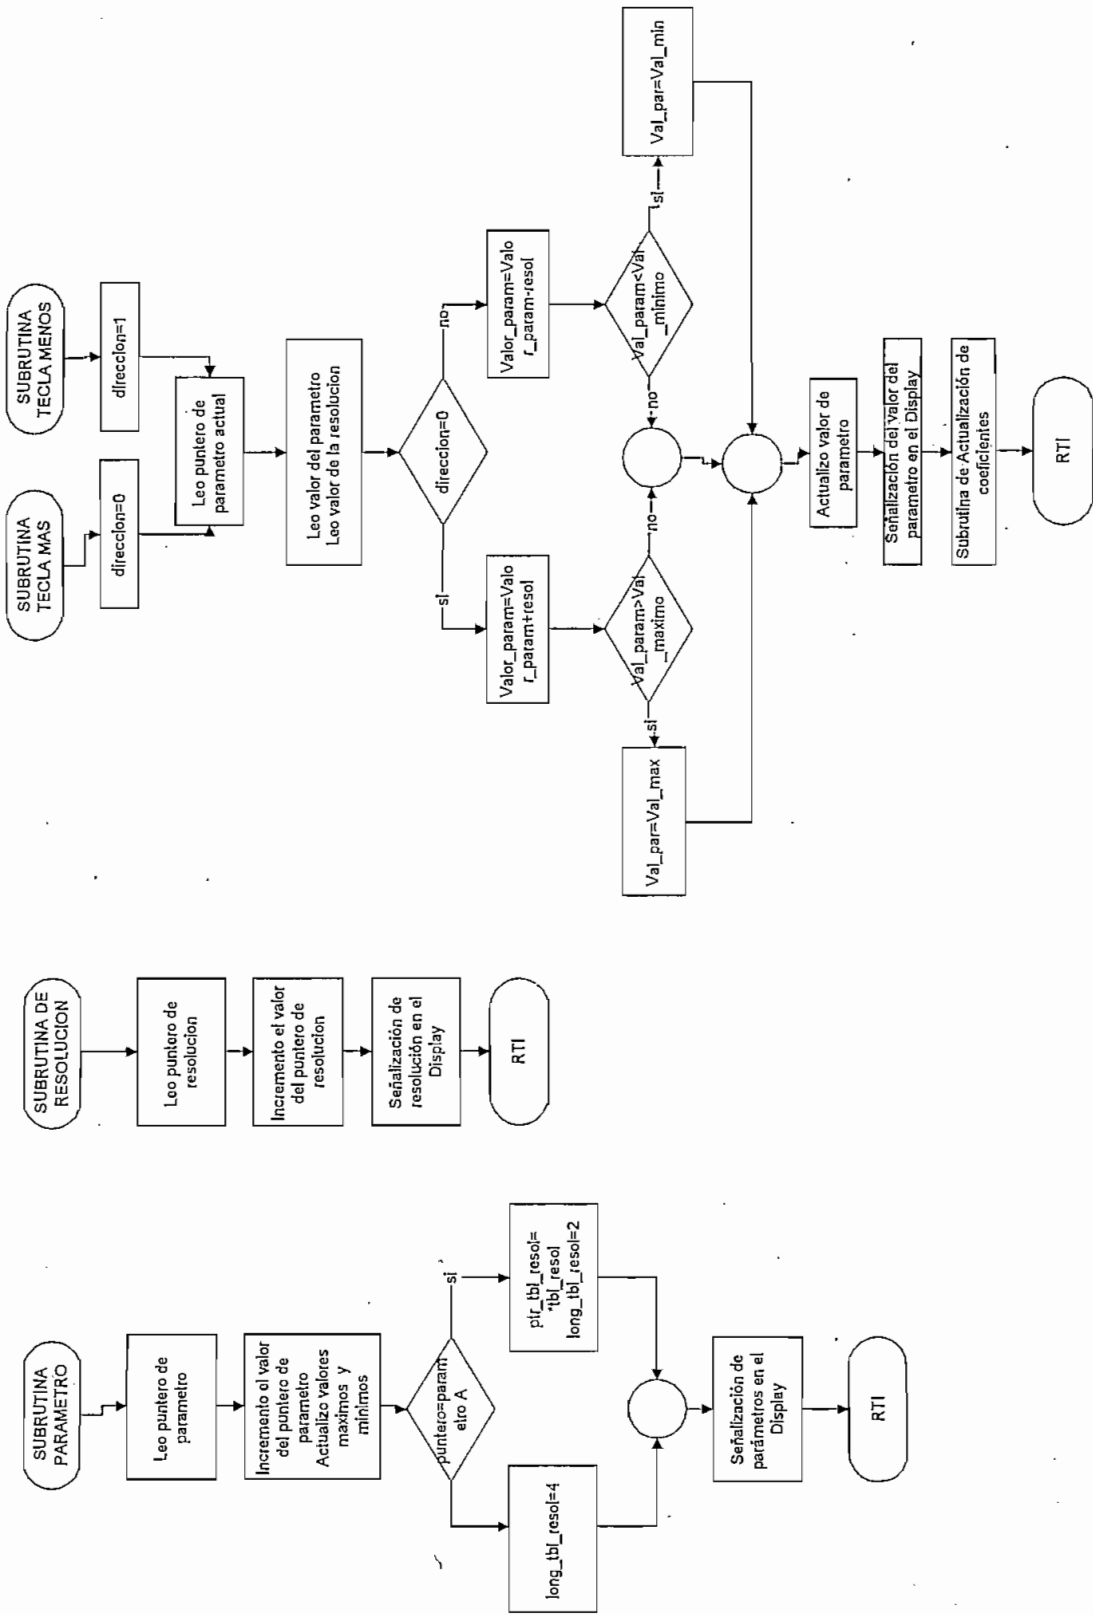 SUBRUTINA
PARAMETRO
Leo puntero de
parametro
Incremento el valor
del puntero de
parametro
Actualizo valores
maximos y
minimos
puntero=param
etro A
si
long_tbl_resol=4
ptr_tbl_resol=
*tbl_resol
long_tbl_resol=2
Señalización de
parámetros en el
Display
RTI
SUBRUTINA DE
RESOLUCION
Leo puntero de
resolucion
Incremento el valor
del puntero de
resolucion
Señalización de
resolución en el
Display
RTI
SUBRUTINA
TECLA MAS
SUBRUTINA
TECLA MENOS
direccion=0
direccion=1
Leo puntero de
parametro actual
Leo valor del parametro
Leo valor de la resolucion
direccion=0
si
no
Valor_param=Valo
r_param+resol
Valor_param=Valo
r_param-resol
Val_param>Val
_maximo
Val_param<Val
_minimo
si
no
no
si
Val_par=Val_max
Val_par=Val_min
Actualizo valor de
parametro
Señalización del valor del
parametro en el Display
Subrutina de Actualización de
coeficientes
RTI